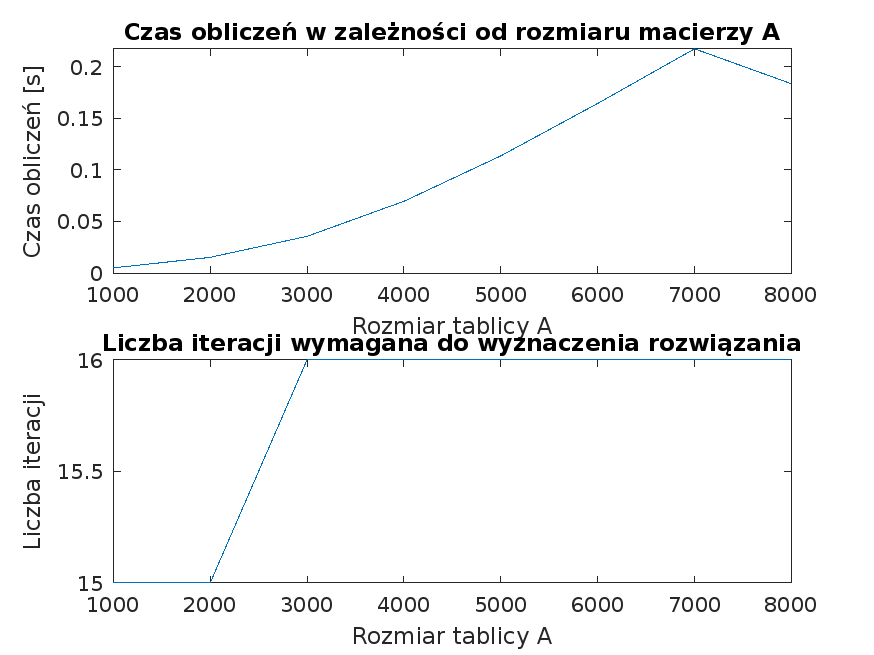 Czas obliczeń w zależności od rozmiaru macierzy A
Czas obliczeń [s]
0.2
0.15
0.1
0.05
0
1000 2000 3000 4000 5000 6000 7000 8000
Rozmiar tablicy A
Liczba iteracji wymagana do wyznaczenia rozwiązania
Liczba iteracji
16
15.5
15
1000 2000 3000 4000 5000 6000 7000 8000
Rozmiar tablicy A